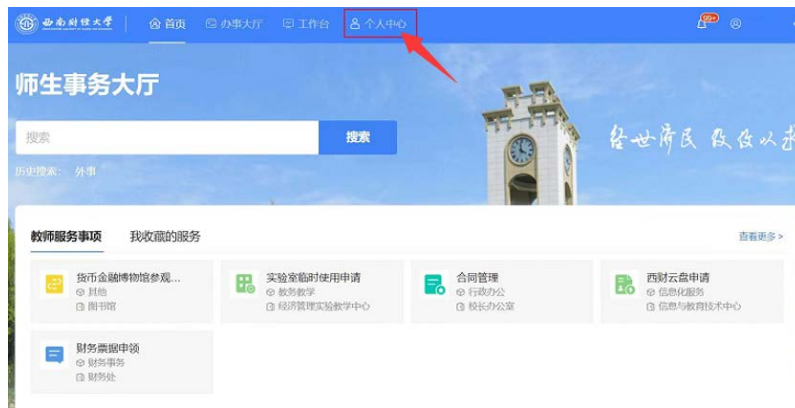 西南财经大学
首页
办事大厅
工作台
个人中心
99+
师生事务大厅
搜索
搜索
历史搜索： 外事
经世济民 孜孜以求
教师服务事项
我收藏的服务
查看更多 >
货币金融博物馆参观...
其他
图书馆
实验室临时使用申请
教务教学
经济管理实验教学中心
合同管理
行政办公
校长办公室
西财云盘申请
信息化服务
信息与教育技术中心
财务票据申领
财务事务
财务处